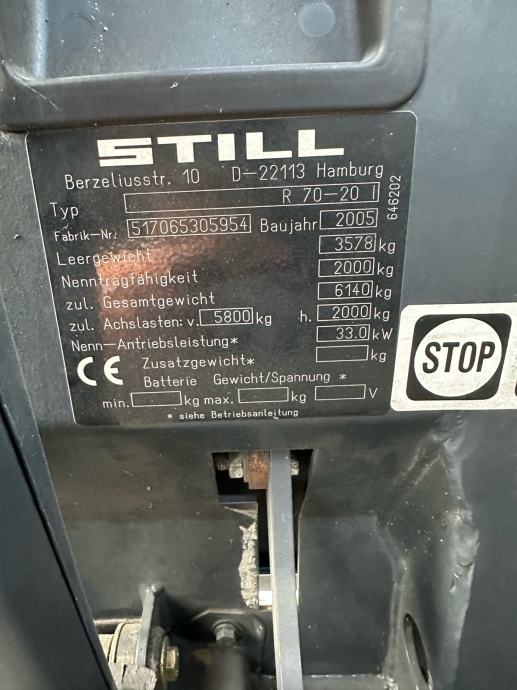 STILL
Berzeliusstr. 10 D-22113 Hamburg
Typ R 70-20 I
Fabrik-Nr. 517065305954 Baujahr 2005
Leergewicht 3578 kg
Nenntragfähigkeit 2000 kg
zul. Gesamtgewicht 6140 kg
zul. Achslasten: v. 5800 kg h. 2000 kg
Nenn-Antriebsleistung* 33.0 kW
CE Zusatzgewicht* kg
Batterie Gewicht/Spannung *
min. kg max. kg V
* siehe Betriebsanleitung
646202
STOP